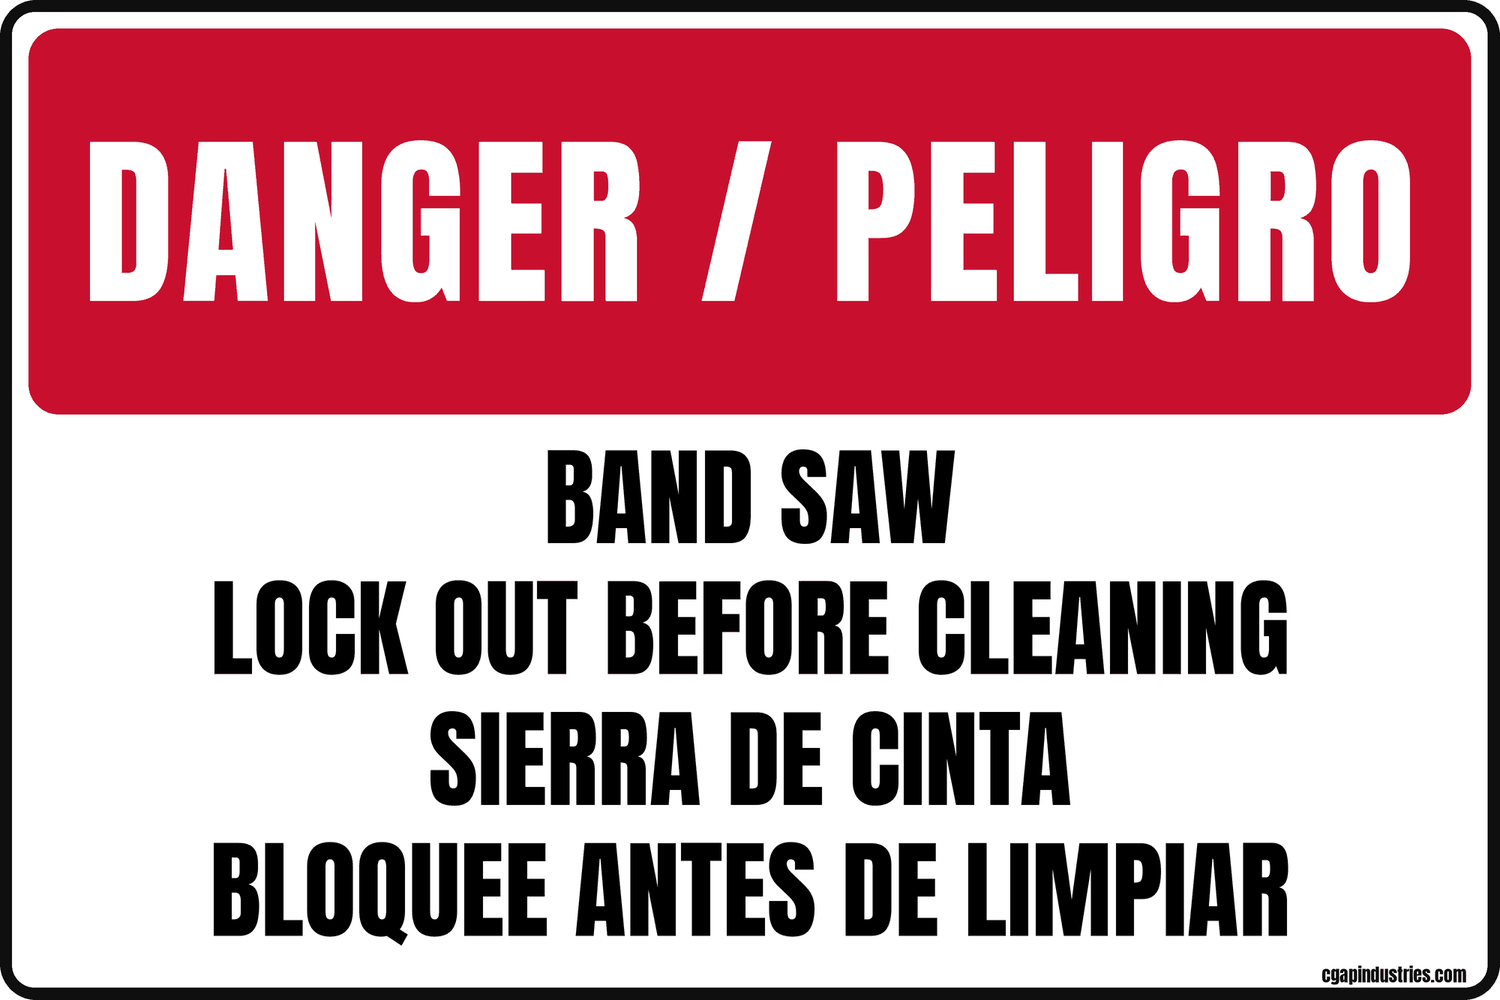 DANGER / PELIGRO
BAND SAW
LOCK OUT BEFORE CLEANING
SIERRA DE CINTA
BLOQUEE ANTES DE LIMPIAR
cgapindustries.com